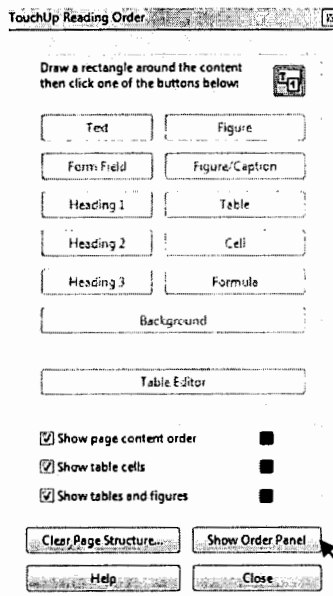 TouchUp Reading Order
Draw a rectangle around the content
then click one of the buttons below:
Text Figure
Form Field Figure/Caption
Heading 1 Table
Heading 2 Cell
Heading 3 Formula
Background
Table Editor
Show page content order
Show table cells
Show tables and figures
Clear Page Structure... Show Order Panel
Help Close